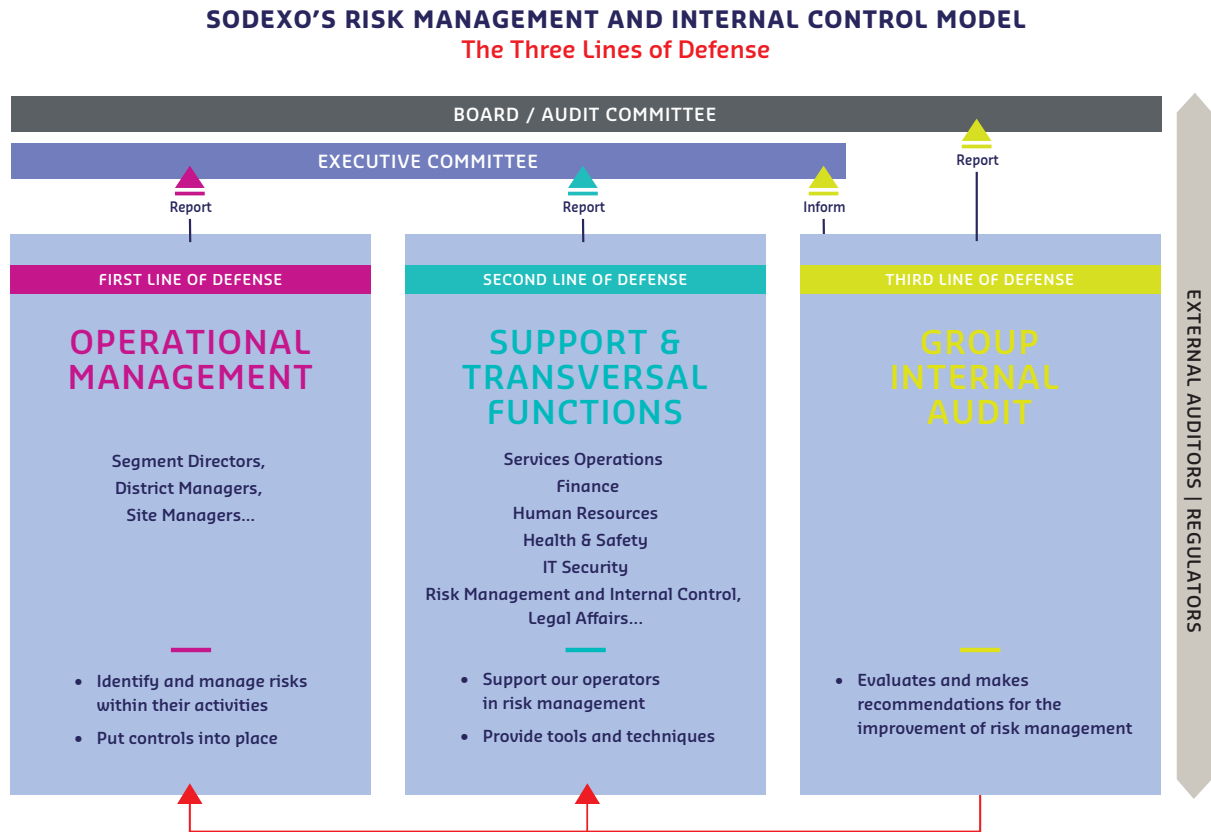 SODEXO'S RISK MANAGEMENT AND INTERNAL CONTROL MODEL
The Three Lines of Defense
BOARD / AUDIT COMMITTEE
EXECUTIVE COMMITTEE
Report
Report
Report
Inform
FIRST LINE OF DEFENSE
OPERATIONAL
MANAGEMENT
Segment Directors,
District Managers,
Site Managers...
• Identify and manage risks
within their activities
• Put controls into place
SECOND LINE OF DEFENSE
SUPPORT &
TRANSVERSAL
FUNCTIONS
Services Operations
Finance
Human Resources
Health & Safety
IT Security
Risk Management and Internal Control,
Legal Affairs...
• Support our operators
in risk management
• Provide tools and techniques
THIRD LINE OF DEFENSE
GROUP
INTERNAL
AUDIT
• Evaluates and makes
recommendations for the
improvement of risk management
EXTERNAL AUDITORS | REGULATORS